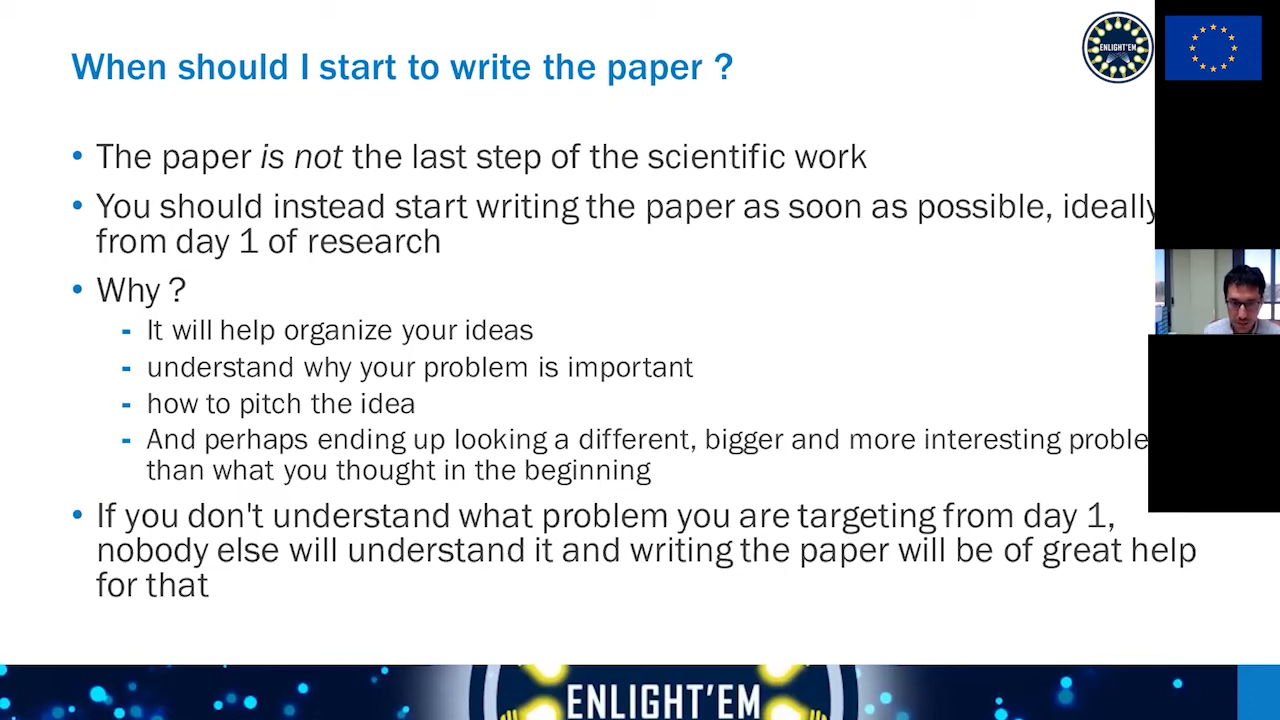 When should I start to write the paper ?
ENLIGHT'EM
The paper is not the last step of the scientific work
You should instead start writing the paper as soon as possible, ideally
from day 1 of research
Why ?
It will help organize your ideas
understand why your problem is important
how to pitch the idea
And perhaps ending up looking a different, bigger and more interesting proble
than what you thought in the beginning
If you don't understand what problem you are targeting from day 1,
nobody else will understand it and writing the paper will be of great help
for that
ENLIGHT'EM